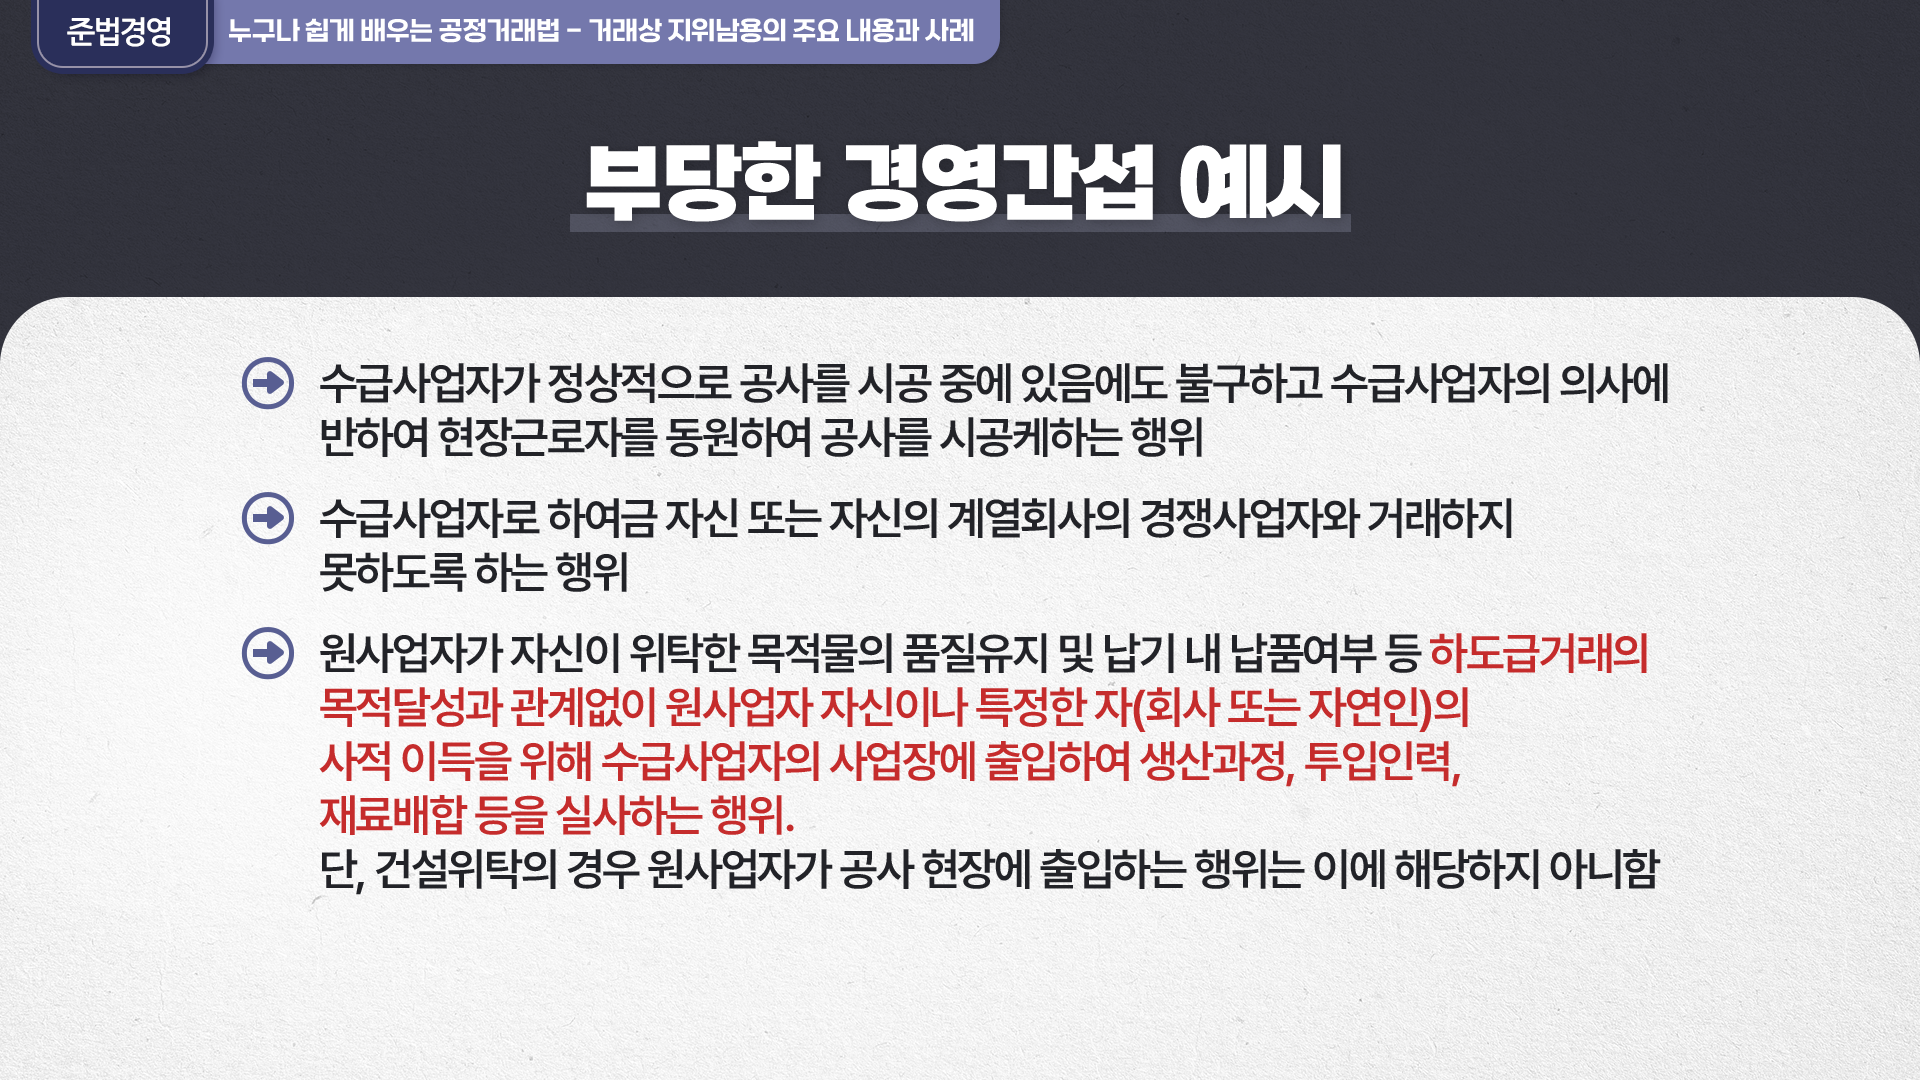 준법경영
누구나 쉽게 배우는 공정거래법 - 거래상 지위남용의 주요 내용과 사례
부당한 경영간섭 예시
수급사업자가 정상적으로 공사를 시공 중에 있음에도 불구하고 수급사업자의 의사에
반하여 현장근로자를 동원하여 공사를 시공케하는 행위
수급사업자로 하여금 자신 또는 자신의 계열회사의 경쟁사업자와 거래하지
못하도록 하는 행위
원사업자가 자신이 위탁한 목적물의 품질유지 및 납기 내 납품여부 등 하도급거래의
목적달성과 관계없이 원사업자 자신이나 특정한 자(회사 또는 자연인)의
사적 이득을 위해 수급사업자의 사업장에 출입하여 생산과정, 투입인력,
재료배합 등을 실사하는 행위.
단, 건설위탁의 경우 원사업자가 공사 현장에 출입하는 행위는 이에 해당하지 아니함